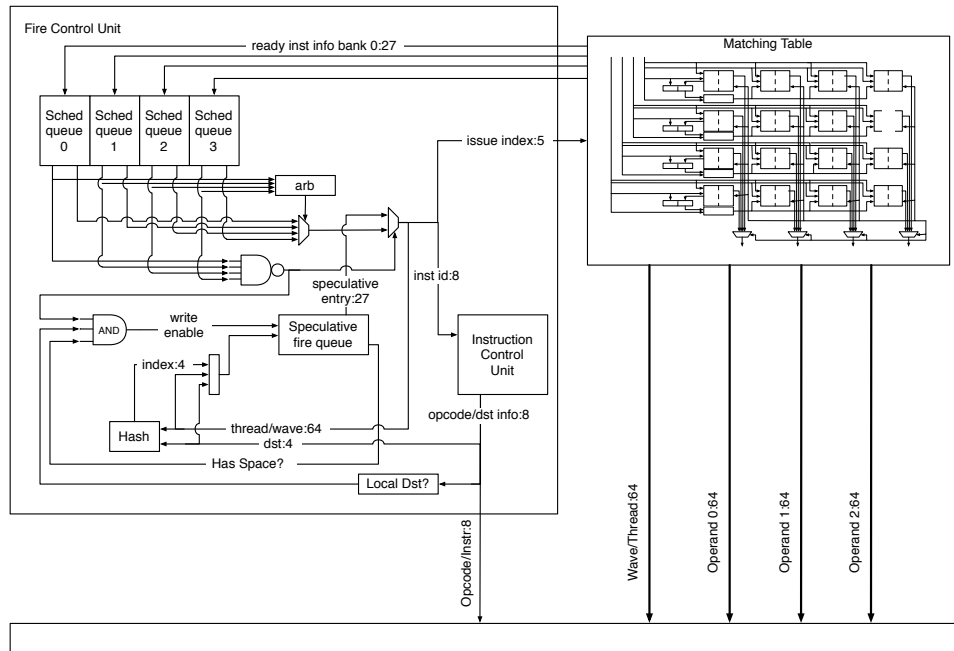 Fire Control Unit
ready inst info bank 0:27
Matching Table
Sched queue 0
Sched queue 1
Sched queue 2
Sched queue 3
issue index:5
arb
inst id:8
speculative
entry:27
write
enable
AND
Speculative
fire queue
Instruction
Control
Unit
index:4
opcode/dst info:8
thread/wave:64
Hash
dst:4
Has Space?
Local Dst?
Opcode/Instr:8
Wave/Thread:64
Operand 0:64
Operand 1:64
Operand 2:64